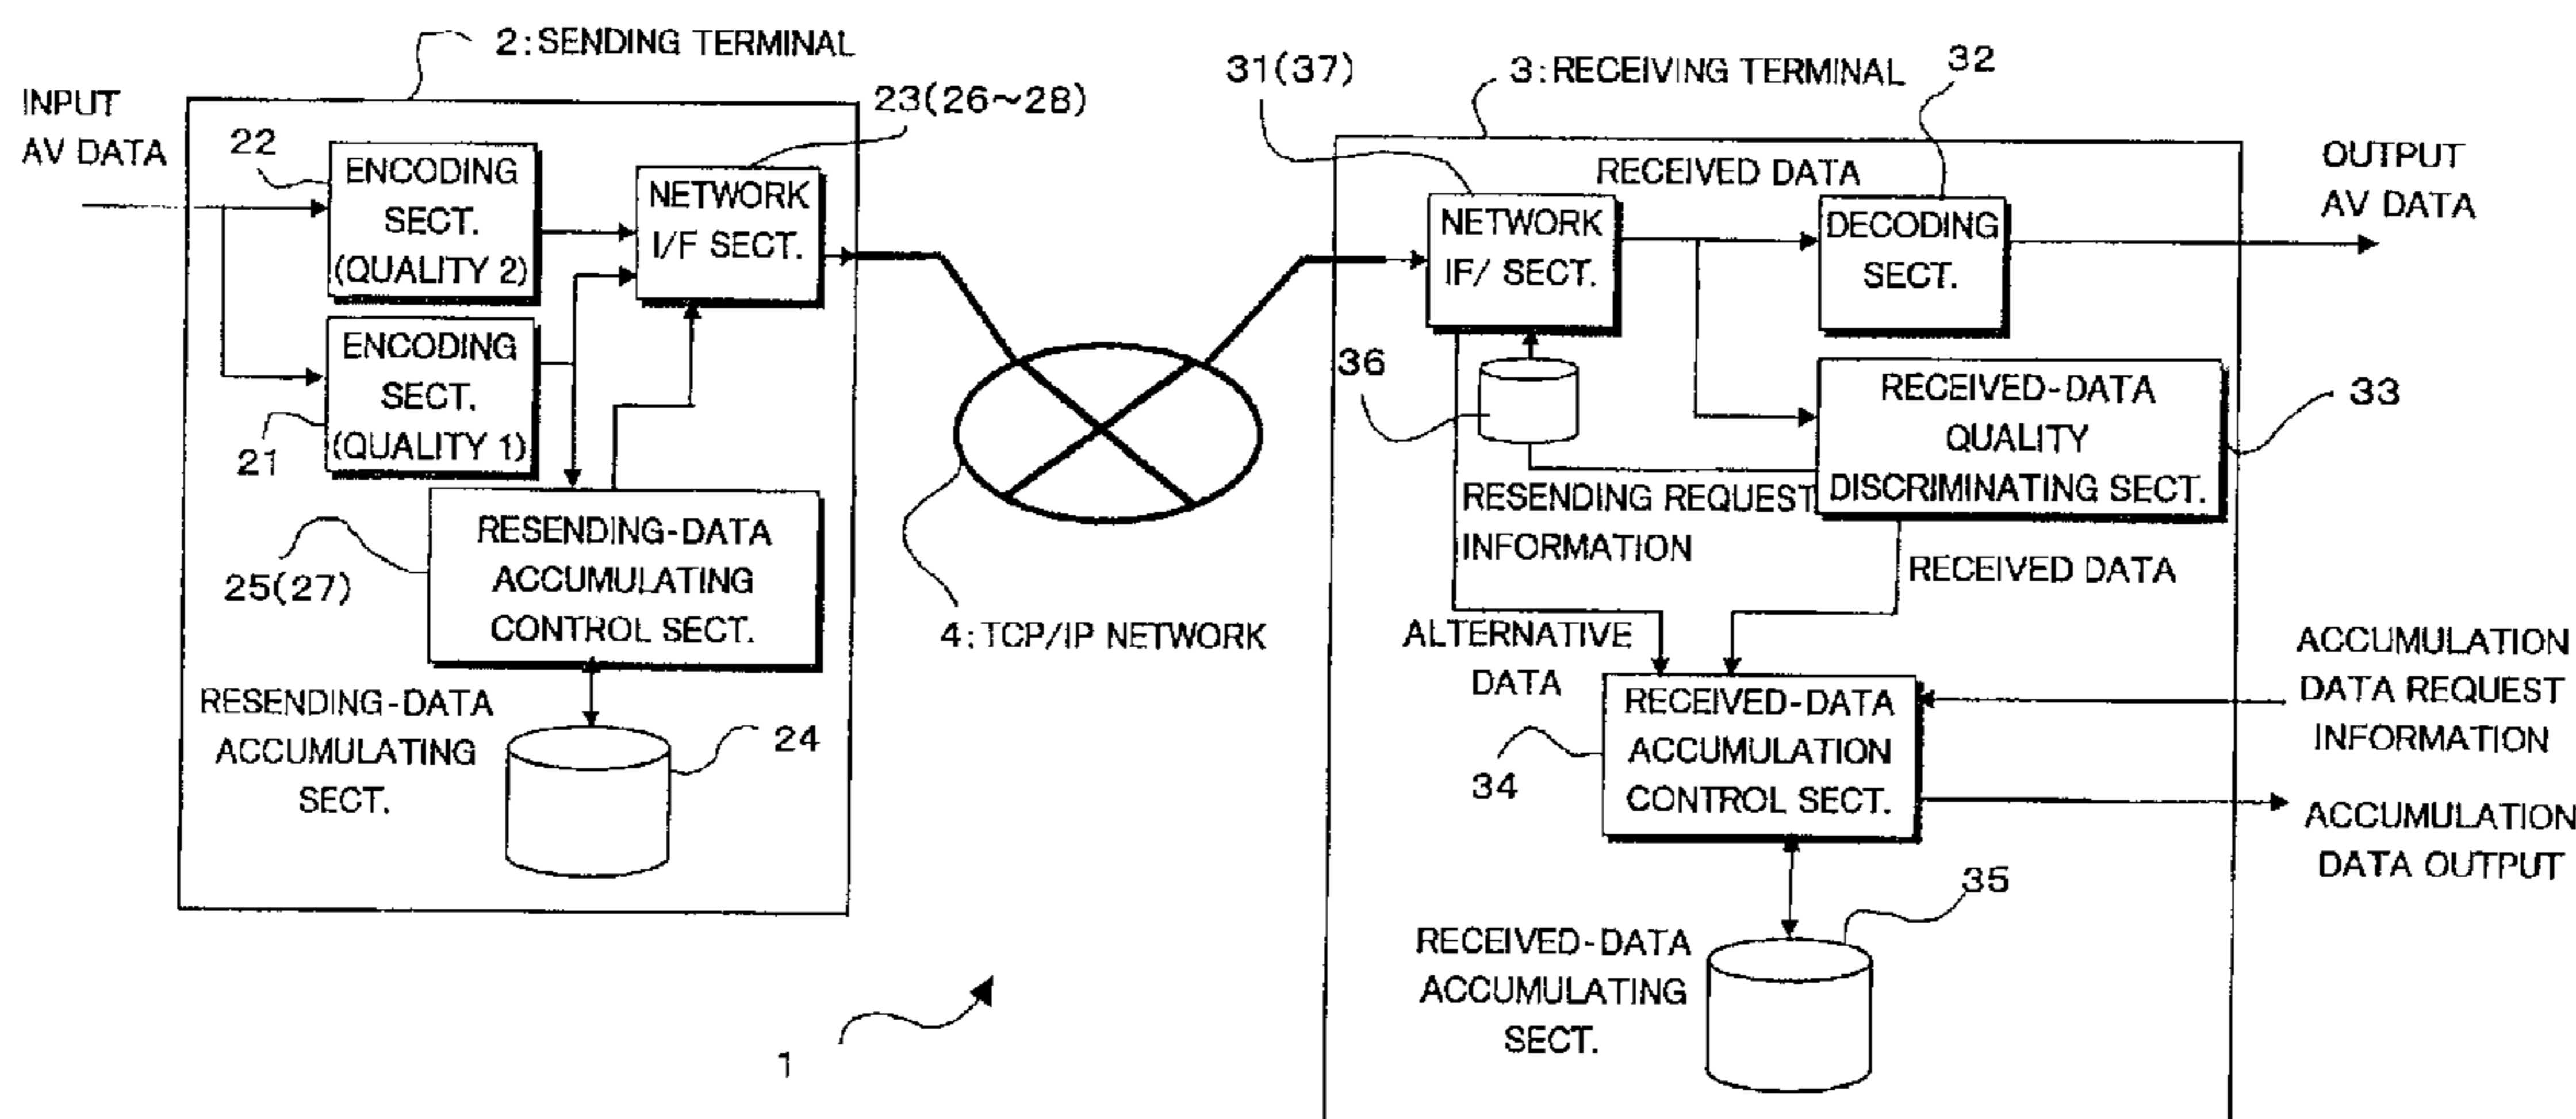 2:SENDING TERMINAL
INPUT
AV DATA
22
ENCODING
SECT.
(QUALITY 2)
23(26~28)
NETWORK
I/F SECT.
ENCODING
SECT.
(QUALITY 1)
21
RESENDING-DATA
ACCUMULATING
CONTROL SECT.
25(27)
RESENDING-DATA
ACCUMULATING
SECT.
24
4:TCP/IP NETWORK
1
31(37)
3:RECEIVING TERMINAL
32
RECEIVED DATA
NETWORK
IF/ SECT.
DECODING
SECT.
OUTPUT
AV DATA
36
RECEIVED-DATA
QUALITY
DISCRIMINATING SECT.
33
RESENDING REQUEST
INFORMATION
RECEIVED DATA
ALTERNATIVE
DATA
RECEIVED-DATA
ACCUMULATION
CONTROL SECT.
34
ACCUMULATION
DATA REQUEST
INFORMATION
ACCUMULATION
DATA OUTPUT
35
RECEIVED-DATA
ACCUMULATING
SECT.